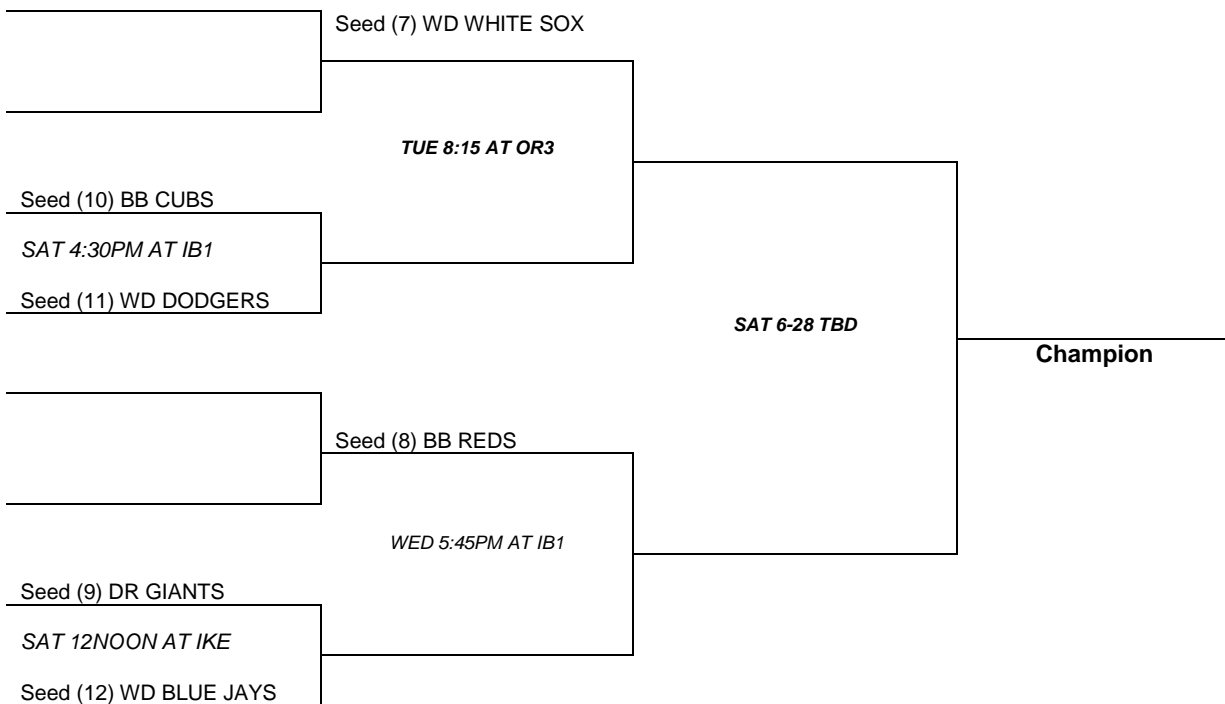 Seed (7) WD WHITE SOX
TUE 8:15 AT OR3
Seed (10) BB CUBS
SAT 4:30PM AT IB1
Seed (11) WD DODGERS
SAT 6-28 TBD
Champion
Seed (8) BB REDS
WED 5:45PM AT IB1
Seed (9) DR GIANTS
SAT 12NOON AT IKE
Seed (12) WD BLUE JAYS